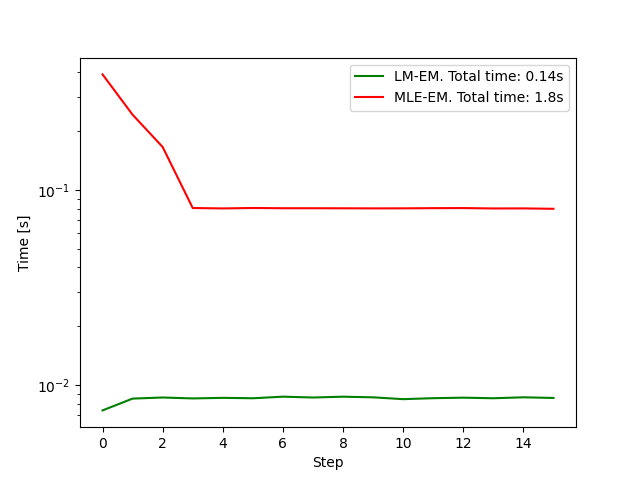 LM-EM. Total time: 0.14s
MLE-EM. Total time: 1.8s
10⁻¹
10⁻²
Time [s]
0 2 4 6 8 10 12 14
Step